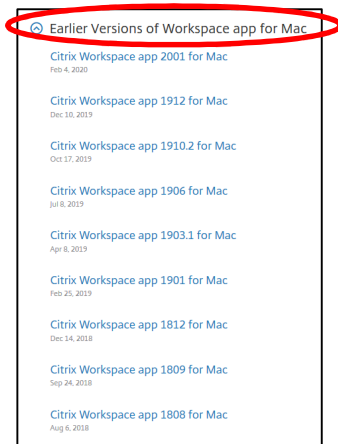 Earlier Versions of Workspace app for Mac
Citrix Workspace app 2001 for Mac
Feb 4, 2020
Citrix Workspace app 1912 for Mac
Dec 10, 2019
Citrix Workspace app 1910.2 for Mac
Oct 17, 2019
Citrix Workspace app 1906 for Mac
Jul 8, 2019
Citrix Workspace app 1903.1 for Mac
Apr 8, 2019
Citrix Workspace app 1901 for Mac
Feb 25, 2019
Citrix Workspace app 1812 for Mac
Dec 14, 2018
Citrix Workspace app 1809 for Mac
Sep 24, 2018
Citrix Workspace app 1808 for Mac
Aug 6, 2018